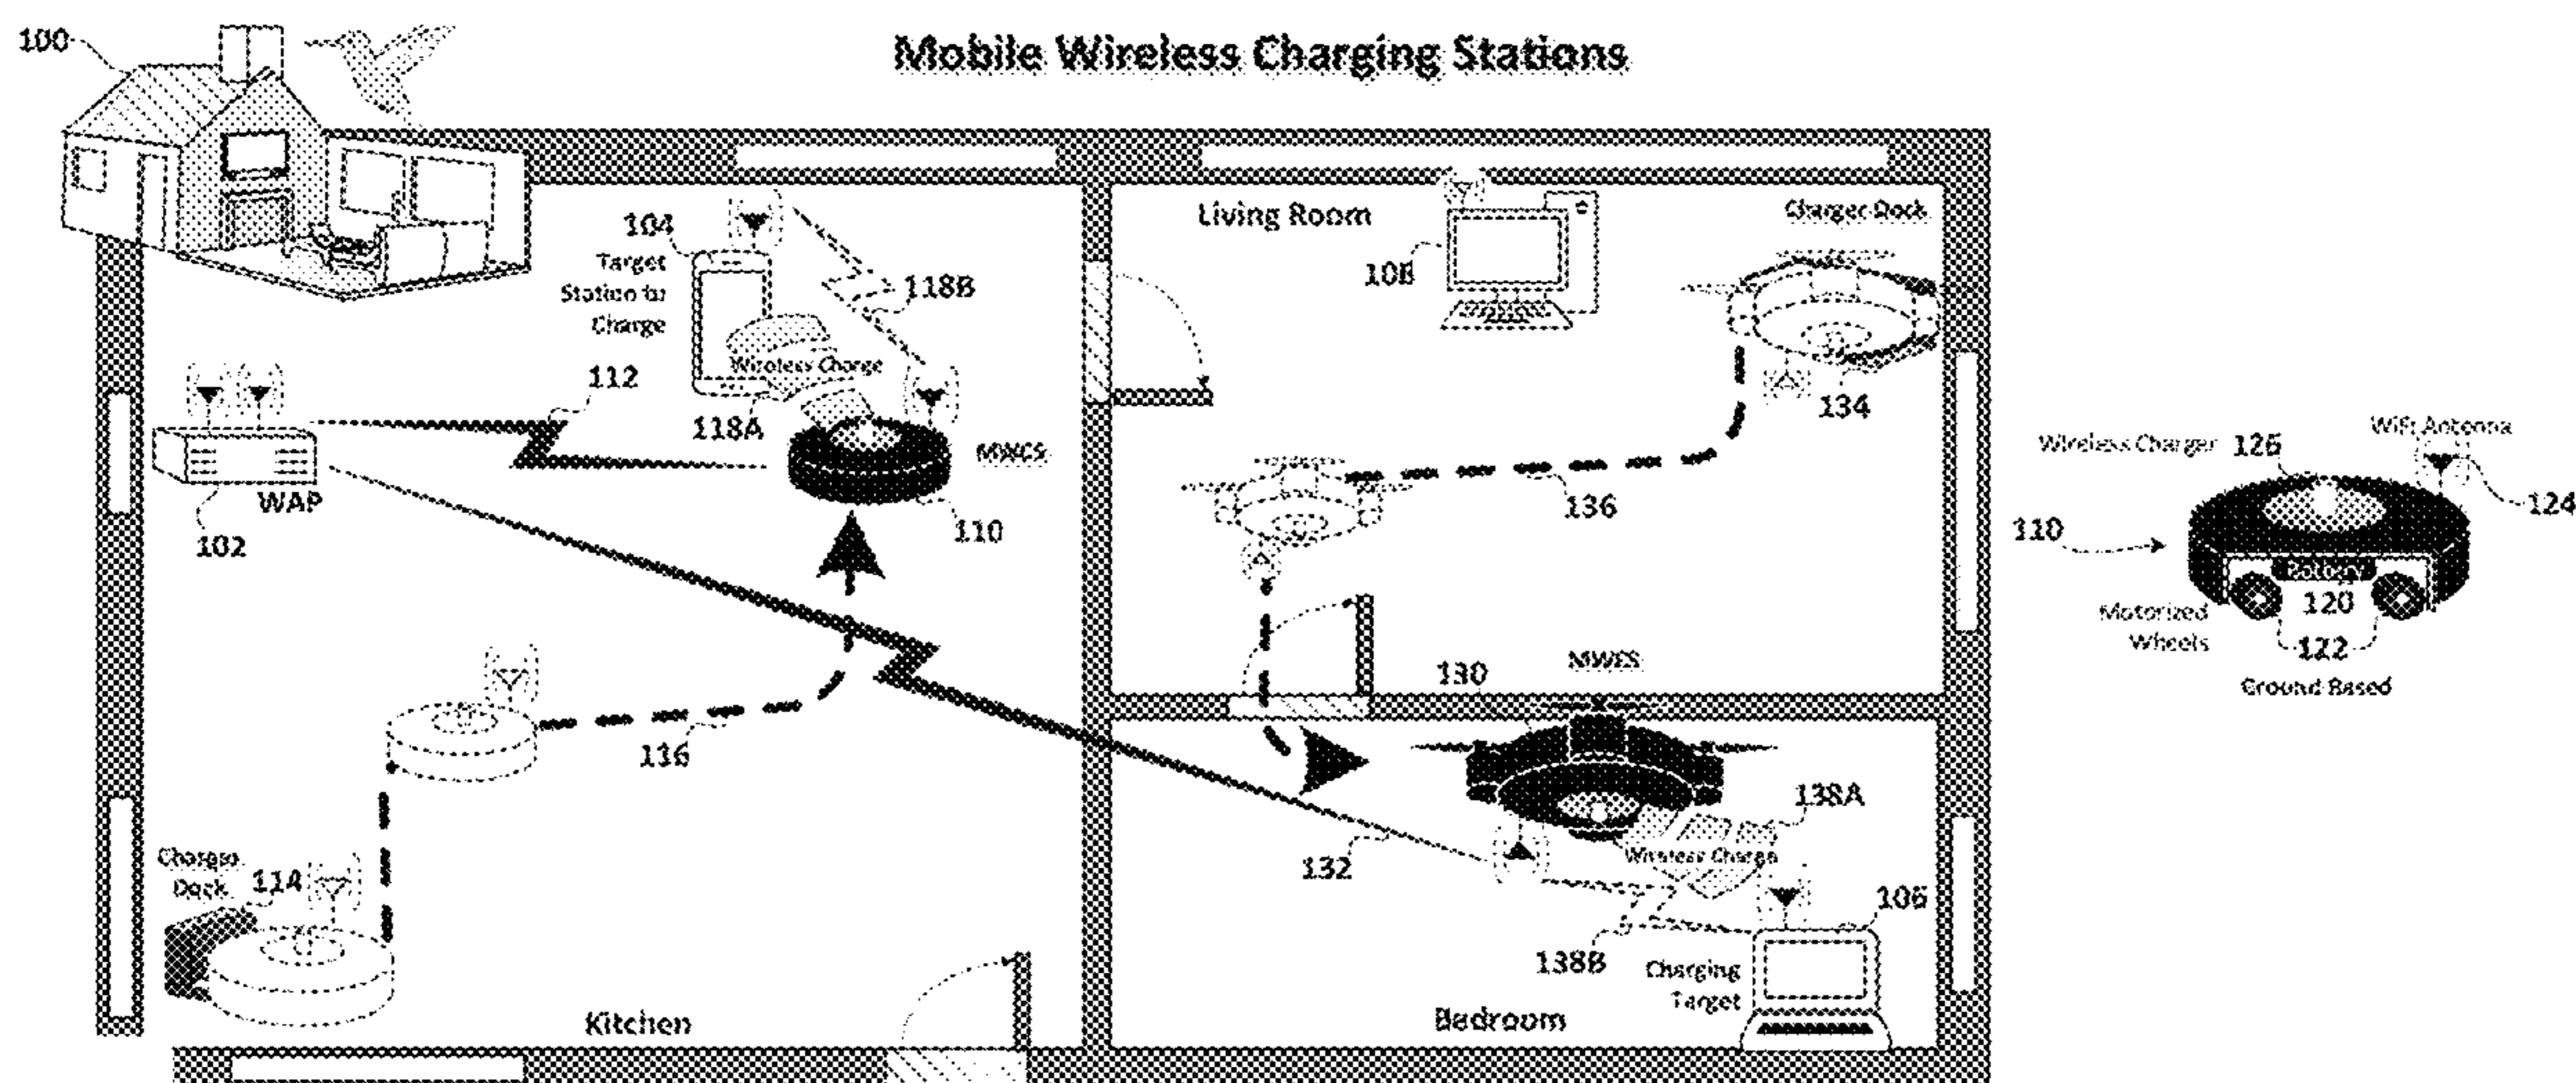 Mobile Wireless Charging Stations
100
104
Target
Station to
Charge
118B
Wireless Charge
118A
112
WAP
102
MWCS
110
116
Charger
Dock
114
Kitchen
Living Room
108
Charger Dock
134
136
MWCS
130
138A
Wireless Charge
132
138B
106
Charging
Target
Bedroom
Wireless Charger 126
WiFi Antenna
124
110
Battery
120
Motorized
Wheels
122
Ground Based